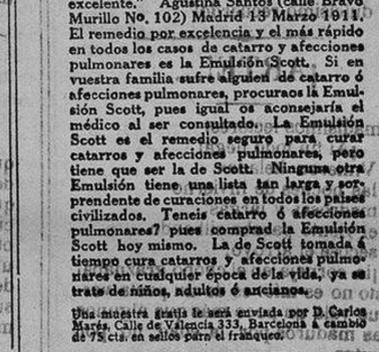 excelente." Agustina Santos (calle Bravo
Murillo No. 102) Madrid 13 Marzo 1911.
El remedio por excelencia y el más rápido
en todos los casos de catarro y afecciones
pulmonares es la Emulsión Scott. Si en
vuestra familia sufre alguien de catarro ó
afecciones pulmonares, procuraos la Emul-
sión Scott, pues igual os aconsejaría el
médico al ser consultado. La Emulsión
Scott es el remedio seguro para curar
catarros y afecciones pulmonares, pero
tiene que ser la de Scott. Ninguna otra
Emulsión tiene una lista tan larga y sor-
prendente de curaciones en todos los países
civilizados. Teneis catarro ó afecciones
pulmonares? pues comprad la Emulsión
Scott hoy mismo. La de Scott tomada á
tiempo cura catarros y afecciones pulmo-
nares en cualquier época de la vida, ya se
trate de niños, adultos ó ancianos.
Una muestra gratis le será enviada por D. Carlos
Marés, Calle de Valencia 333, Barcelona á cambio
de 75 cts. en sellos para el franqueo.